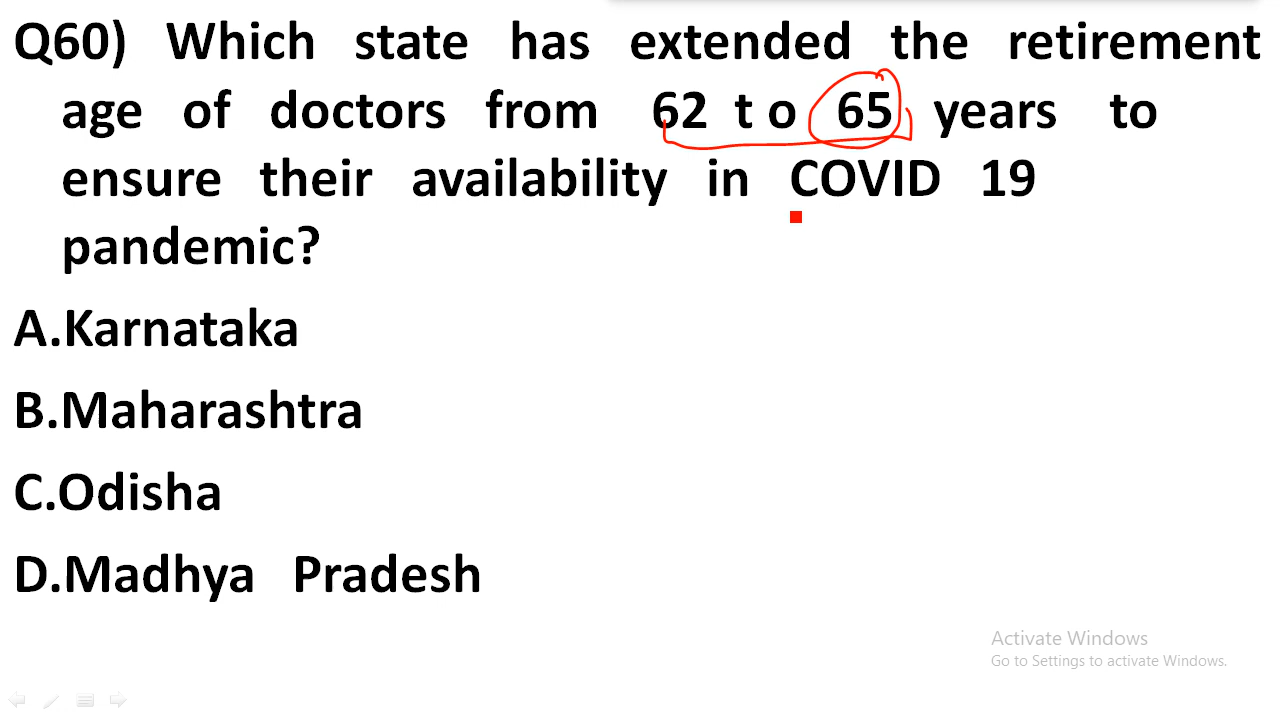 Q60) Which state has extended the retirement
age of doctors from 62 to 65 years to
ensure their availability in COVID 19
pandemic?
A.Karnataka
B.Maharashtra
C.Odisha
D.Madhya Pradesh
Activate Windows
Go to Settings to activate Windows.